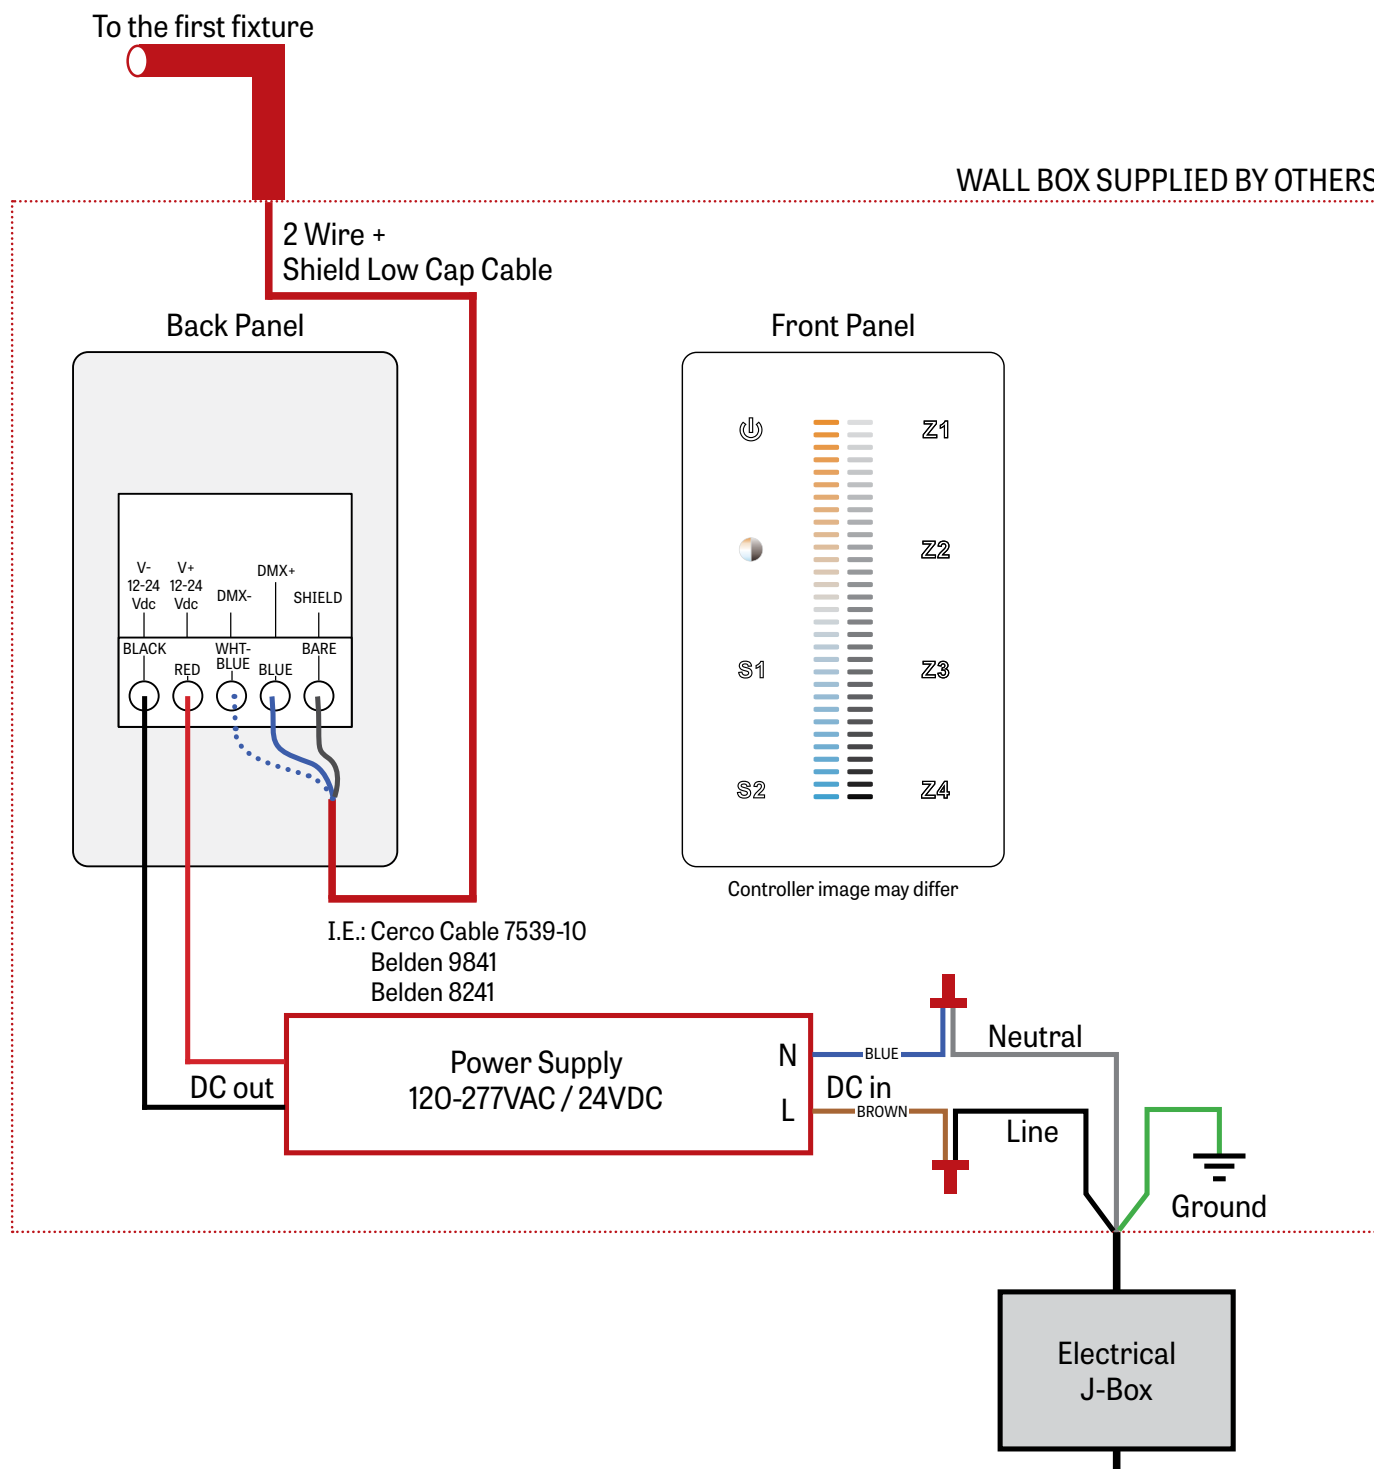 To the first fixture
WALL BOX SUPPLIED BY OTHERS
2 Wire +
Shield Low Cap Cable
Back Panel
Front Panel
V-
12-24
Vdc
V+
12-24
Vdc
DMX-
DMX+
SHIELD
BLACK
RED
WHT-
BLUE
BLUE
BARE
Z1
Z2
S1
Z3
S2
Z4
Controller image may differ
I.E.: Cerco Cable 7539-10
Belden 9841
Belden 8241
Power Supply
120-277VAC / 24VDC
N
L
DC out
DC in
BLUE
BROWN
Neutral
Line
Ground
Electrical
J-Box